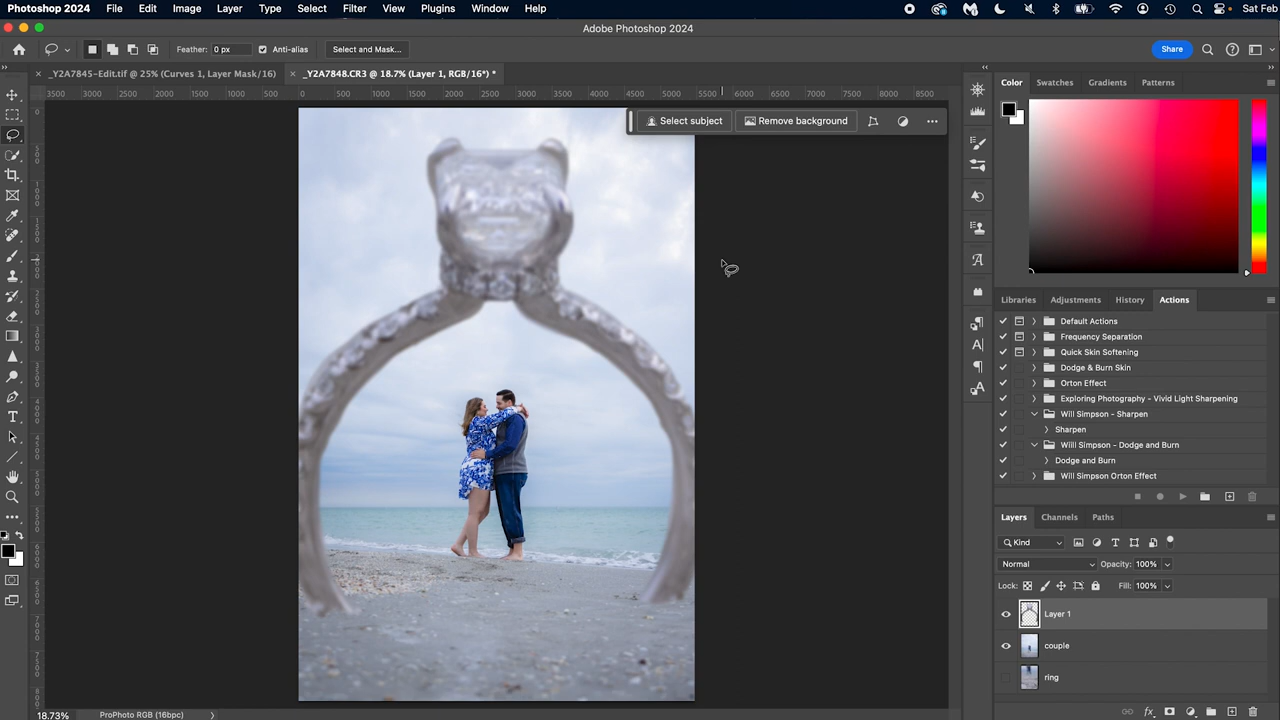 Photoshop 2024 File Edit Image Layer Type Select Filter View Plugins Window Help Sat Feb
Adobe Photoshop 2024
Feather: 0 px Anti-alias Select and Mask... Share
_Y2A7845-Edit.tif @ 25% (Curves 1, Layer Mask/16) _Y2A7848.CR3 @ 18.7% (Layer 1, RGB/16*) *
3500 3000 2500 2000 1500 1000 500 0 500 1000 1500 2000 2500 3000 3500 4000 4500 5000 5500 6000 6500 7000 7500 8000 8500
Select subject Remove background
Color Swatches Gradients Patterns
Libraries Adjustments History Actions
Default Actions
Frequency Separation
Quick Skin Softening
Dodge & Burn Skin
Orton Effect
Exploring Photography - Vivid Light Sharpening
Will Simpson - Sharpen
Sharpen
Willl Simpson - Dodge and Burn
Dodge and Burn
Will Simpson Orton Effect
Layers Channels Paths
Kind
Normal Opacity: 100%
Lock: Fill: 100%
Layer 1
couple
ring
18.73% ProPhoto RGB (16bpc)